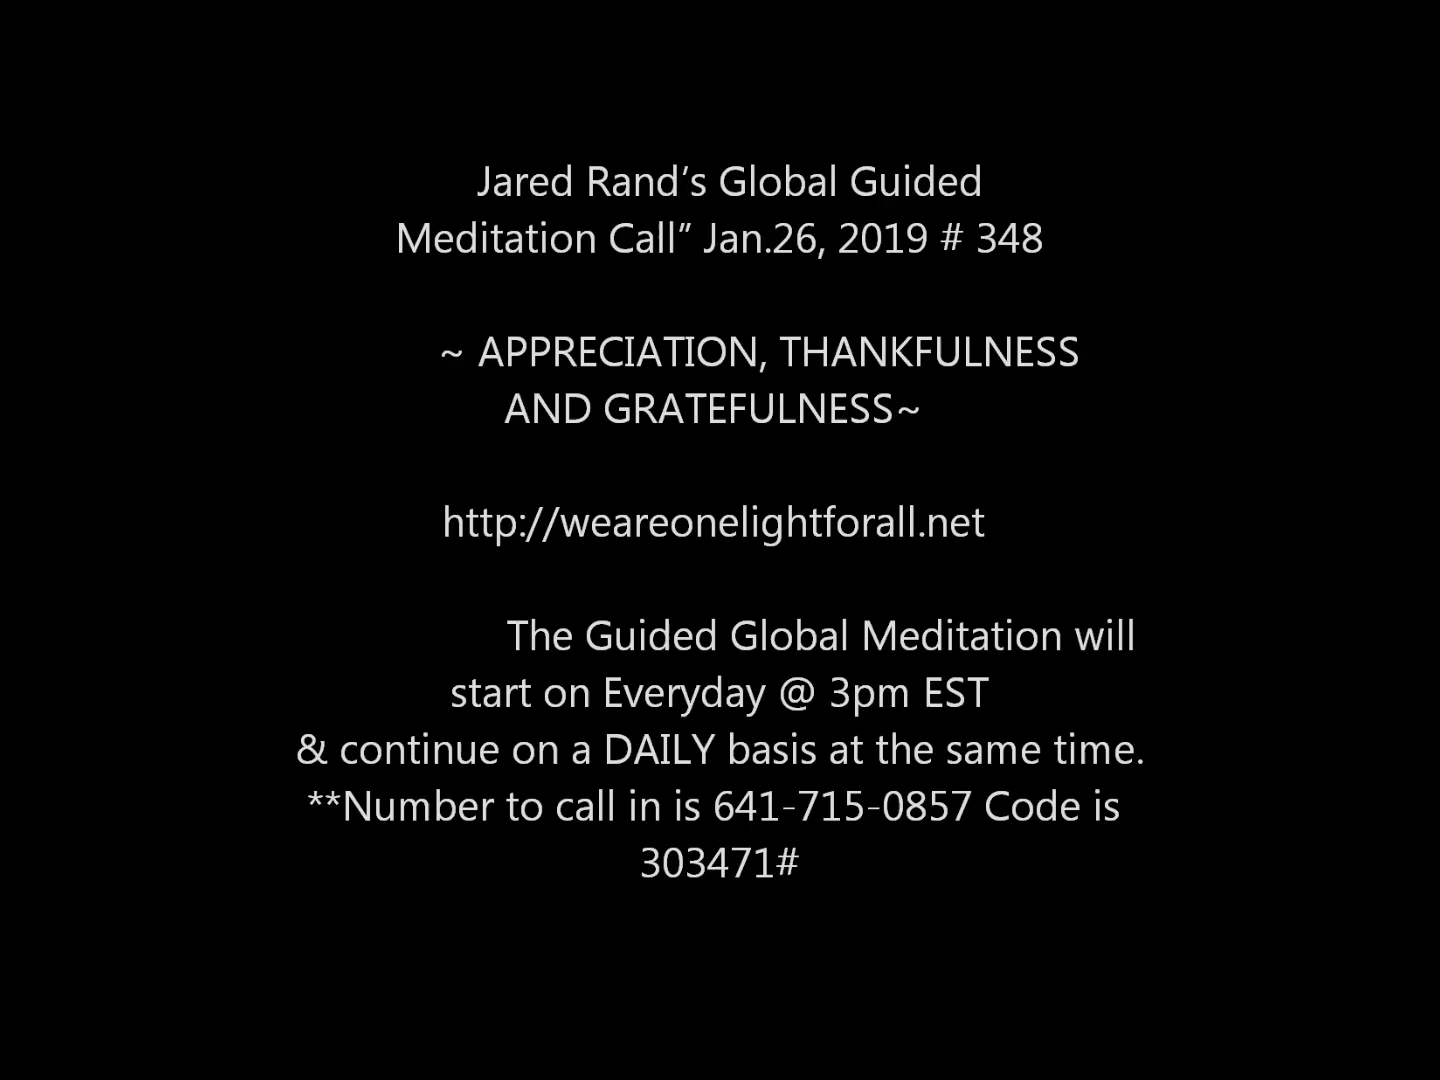 Jared Rand’s Global Guided
Meditation Call” Jan.26, 2019 # 348
~ APPRECIATION, THANKFULNESS
AND GRATEFULNESS~
http://weareonelightforall.net
The Guided Global Meditation will
start on Everyday @ 3pm EST
& continue on a DAILY basis at the same time.
**Number to call in is 641-715-0857 Code is
303471#